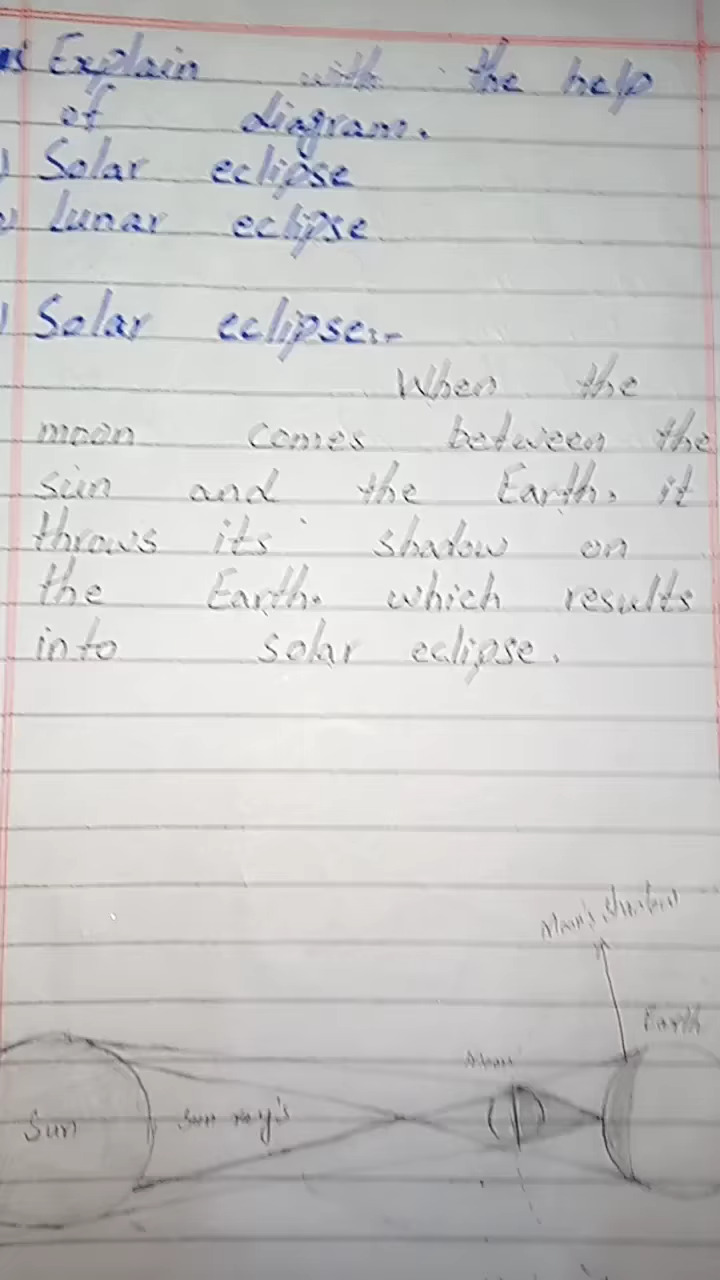 Explain with the help
of diagram.
Solar eclipse
lunar eclipse
Solar eclipse:-
When the
moon comes between the
sun and the Earth, it
throws its shadow on
the Earth. which results
into solar eclipse.
Moon's
Earth
Moon
Sun
Sun ray's